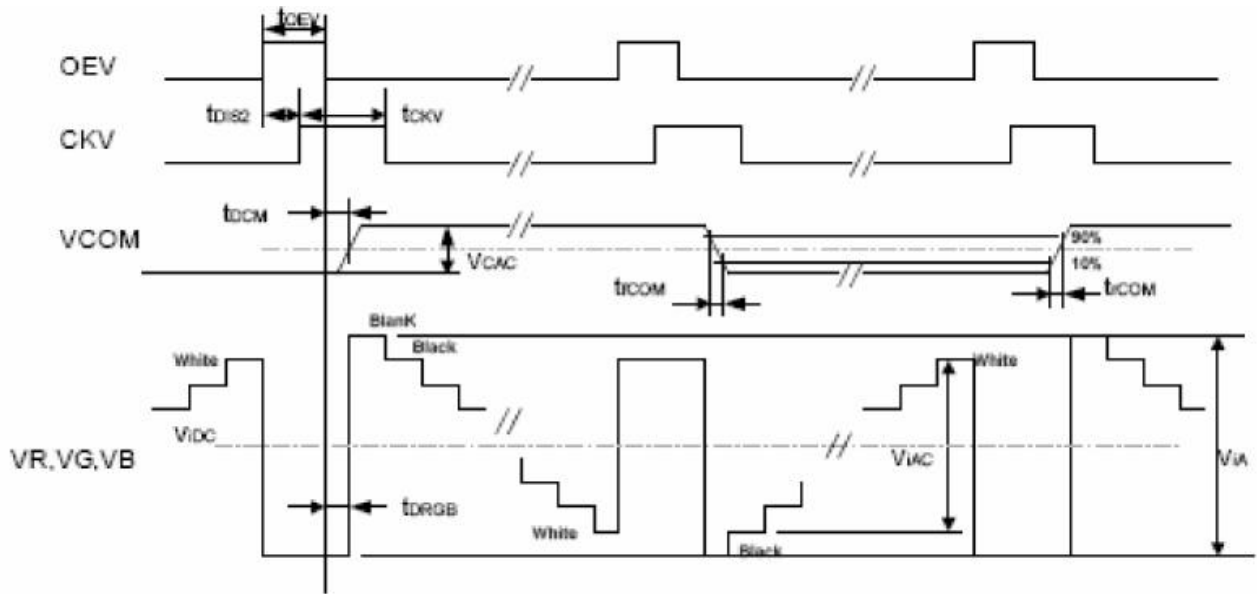 tOEV
OEV
tDIS2
tCKV
CKV
tDCM
VCOM
VCAC
90%
10%
tfCOM
trCOM
BlanK
Black
White
White
ViDC
VR,VG,VB
ViAC
ViA
tDRGB
White
Black